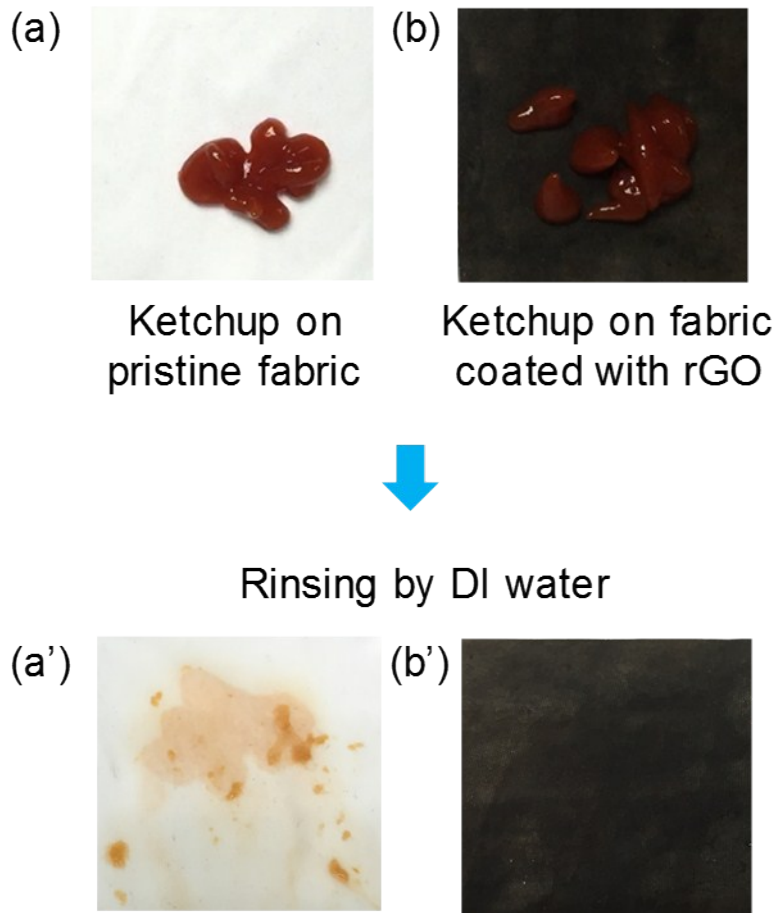 (a)
(b)
Ketchup on
pristine fabric
Ketchup on fabric
coated with rGO
Rinsing by DI water
(a’)
(b’)